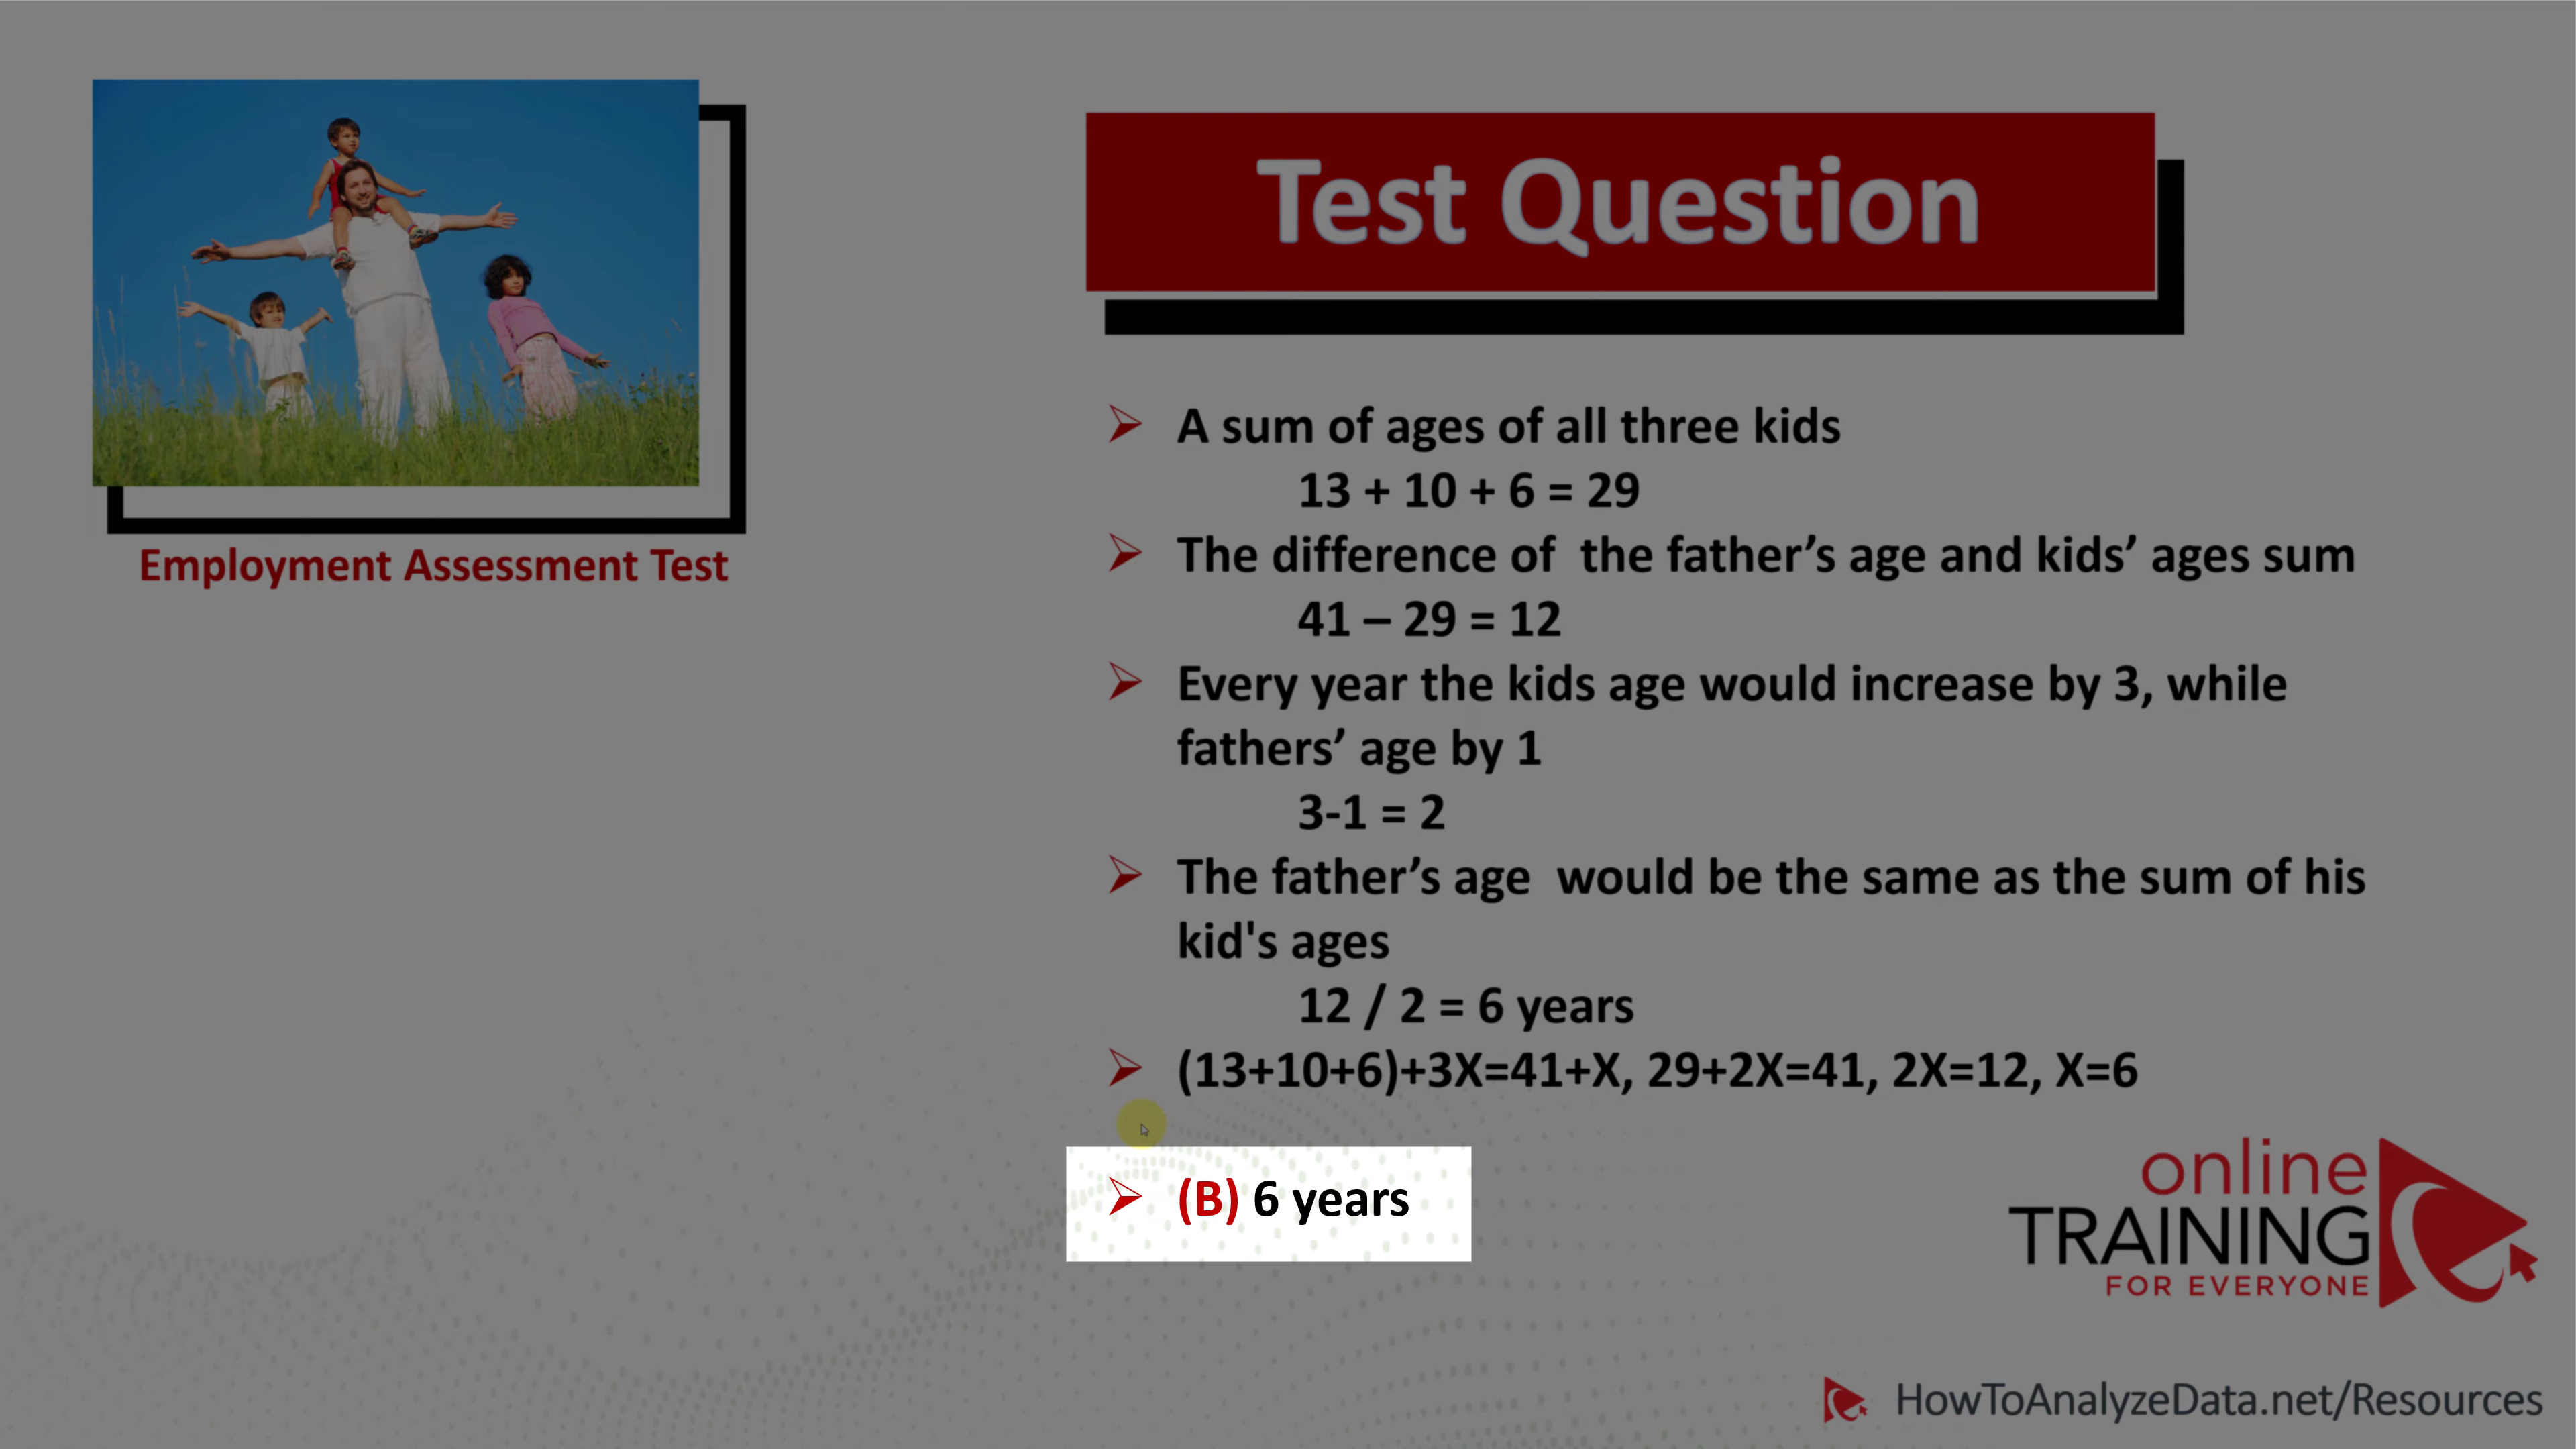 Test Question
A sum of ages of all three kids
13 + 10 + 6 = 29
The difference of the father’s age and kids’ ages sum
41 – 29 = 12
Every year the kids age would increase by 3, while
fathers’ age by 1
3-1 = 2
The father’s age would be the same as the sum of his
kid's ages
12 / 2 = 6 years
(13+10+6)+3X=41+X, 29+2X=41, 2X=12, X=6
(B) 6 years
Employment Assessment Test
online
TRAINING
FOR EVERYONE
HowToAnalyzeData.net/Resources